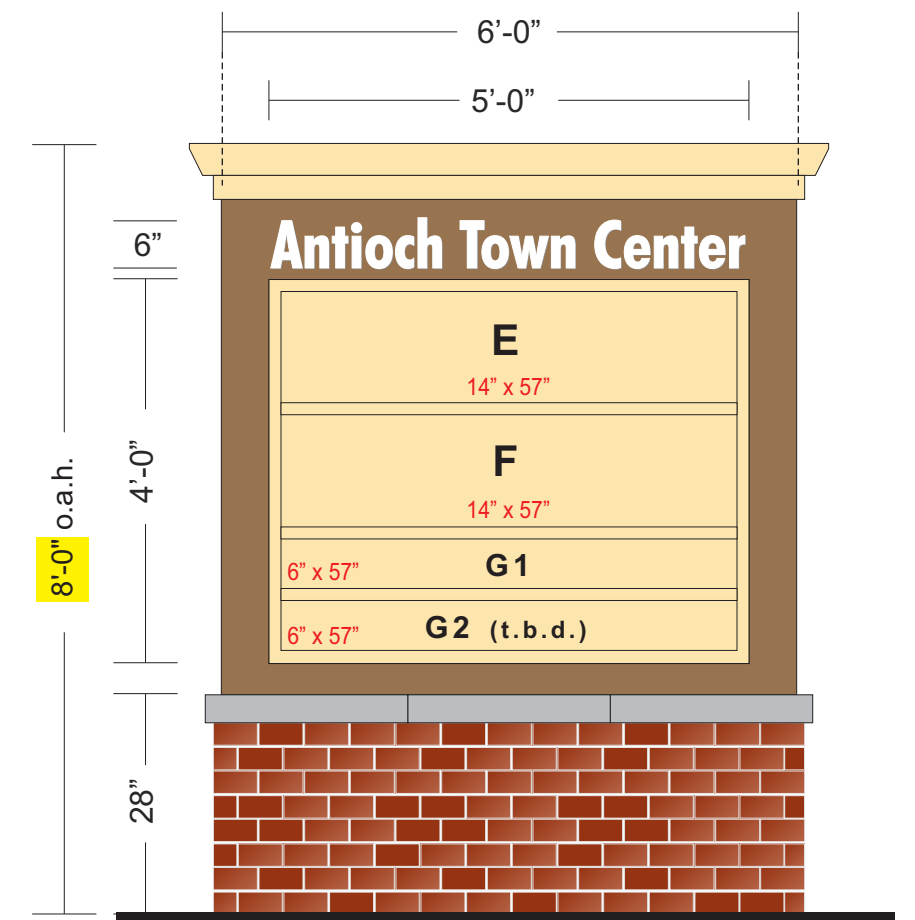 6’-0”
5’-0”
6”
Antioch Town Center
E
14” x 57”
4’-0”
F
14” x 57”
8'-0" o.a.h.
6” x 57” G1
6” x 57” G2 (t.b.d.)
28”